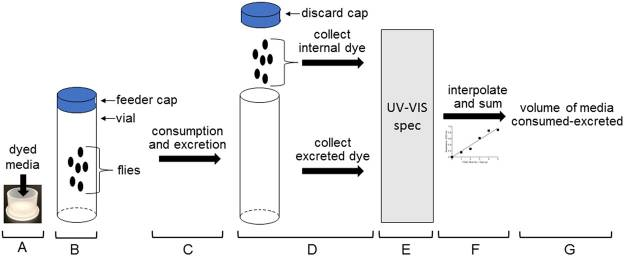 discard cap
collect
internal dye
feeder cap
vial
dyed
media
flies
consumption
and excretion
collect
excreted dye
UV-VIS
spec
interpolate
and sum
volume of media
consumed-excreted
A
B
C
D
E
F
G